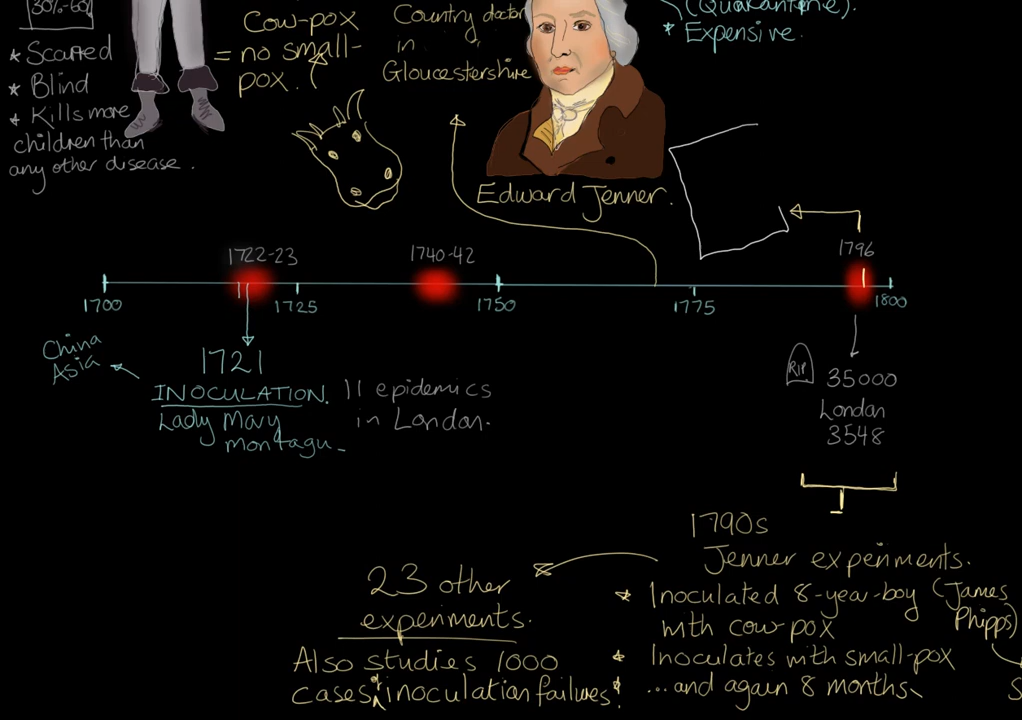 30%-60%
* Scarred
* Blind
* Kills more
children than
any other disease.
Cow-pox
= no small-
pox.
Country doctor
in
Gloucestershire
(Quarantine).
* Expensive.
Edward Jenner.
1722-23
1740-42
1796
1700
1725
1750
1775
1800
China
Asia
1721
INOCULATION.
Lady Mary
montagu
11 epidemics
in London.
RIP
35000
London
3548
1790s
Jenner experiments.
* Inoculated 8-year-boy (James
Phipps)
with cow-pox
* Inoculates with small-pox
* ...and again 8 months
23 other
experiments.
Also studies 1000
cases of inoculation failures!
S